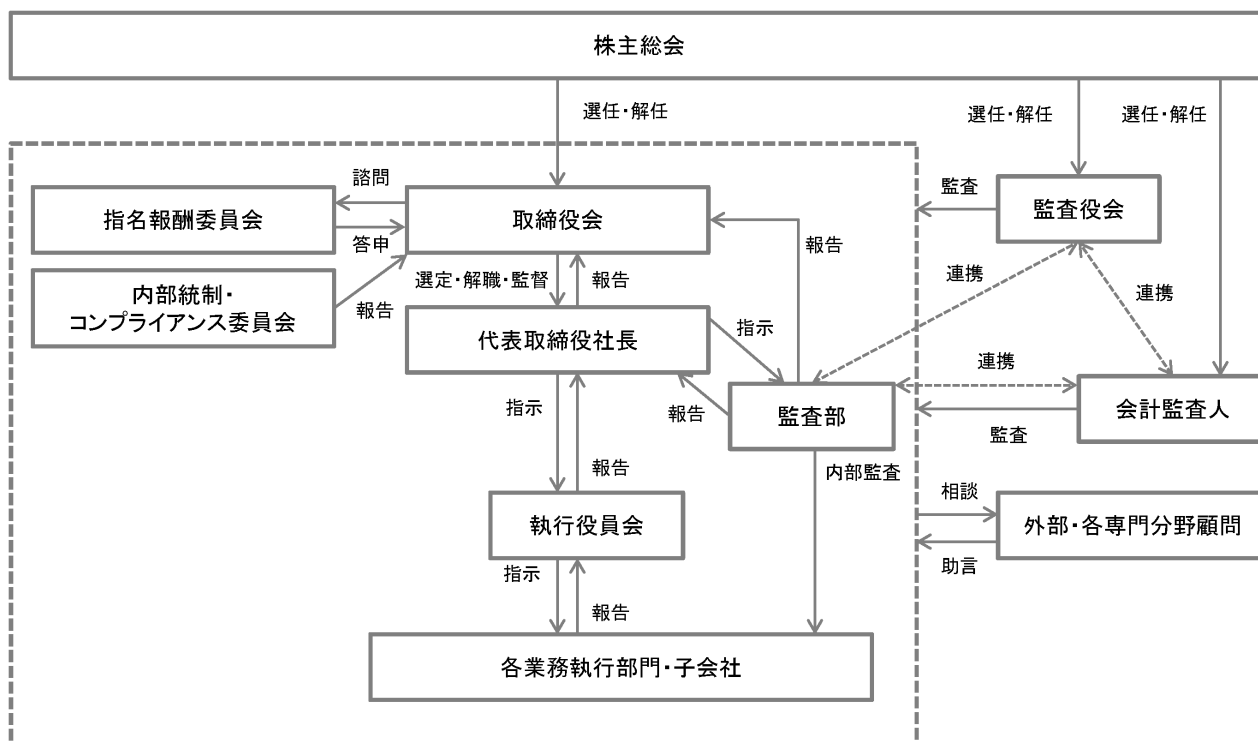 株主総会
選任・解任
選任・解任
選任・解任
諮問
指名報酬委員会
答申
取締役会
監査
監査役会
報告
内部統制・
コンプライアンス委員会
報告
選定・解職・監督
報告
連携
連携
代表取締役社長
指示
連携
指示
報告
監査部
会計監査人
監査
報告
内部監査
執行役員会
相談
外部・各専門分野顧問
助言
指示
報告
各業務執行部門・子会社